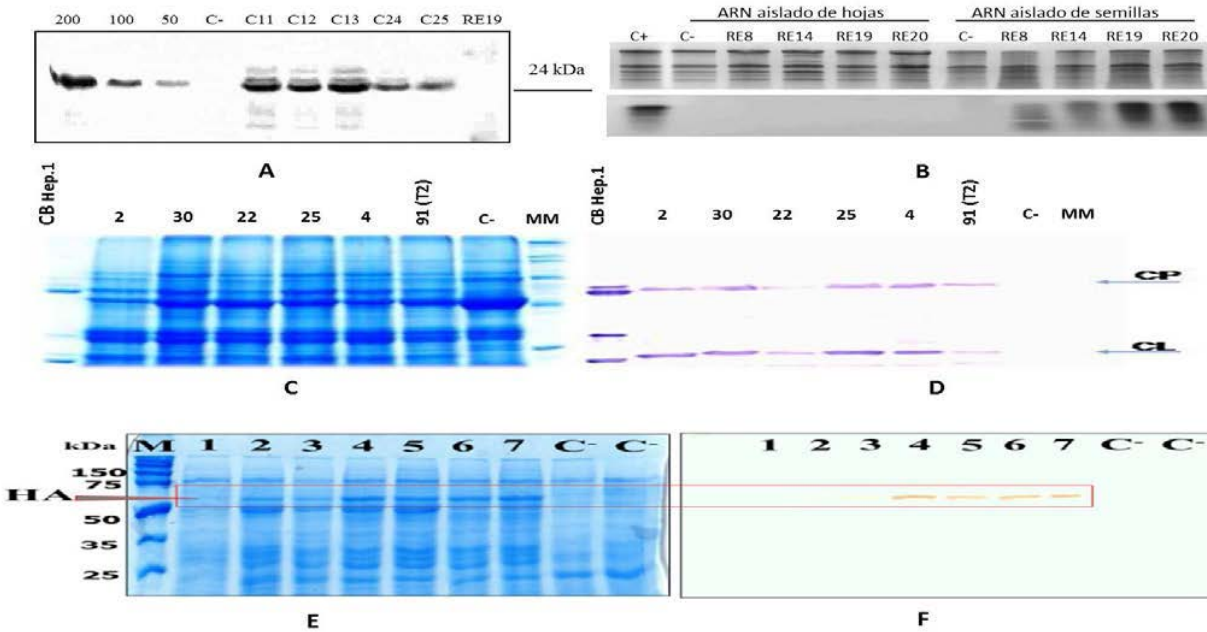 200 100 50 C- C11 C12 C13 C24 C25 RE19
24 kDa
A
ARN aislado de hojas ARN aislado de semillas
C+ C- RE8 RE14 RE19 RE20 C- RE8 RE14 RE19 RE20
B
CB Hep.1 2 30 22 25 4 91 (T2) C- MM
C
CB Hep.1 2 30 22 25 4 91 (T2) C- MM
CP
CL
D
kDa M 1 2 3 4 5 6 7 C- C-
150
75
HA
50
35
25
E
1 2 3 4 5 6 7 C- C-
F